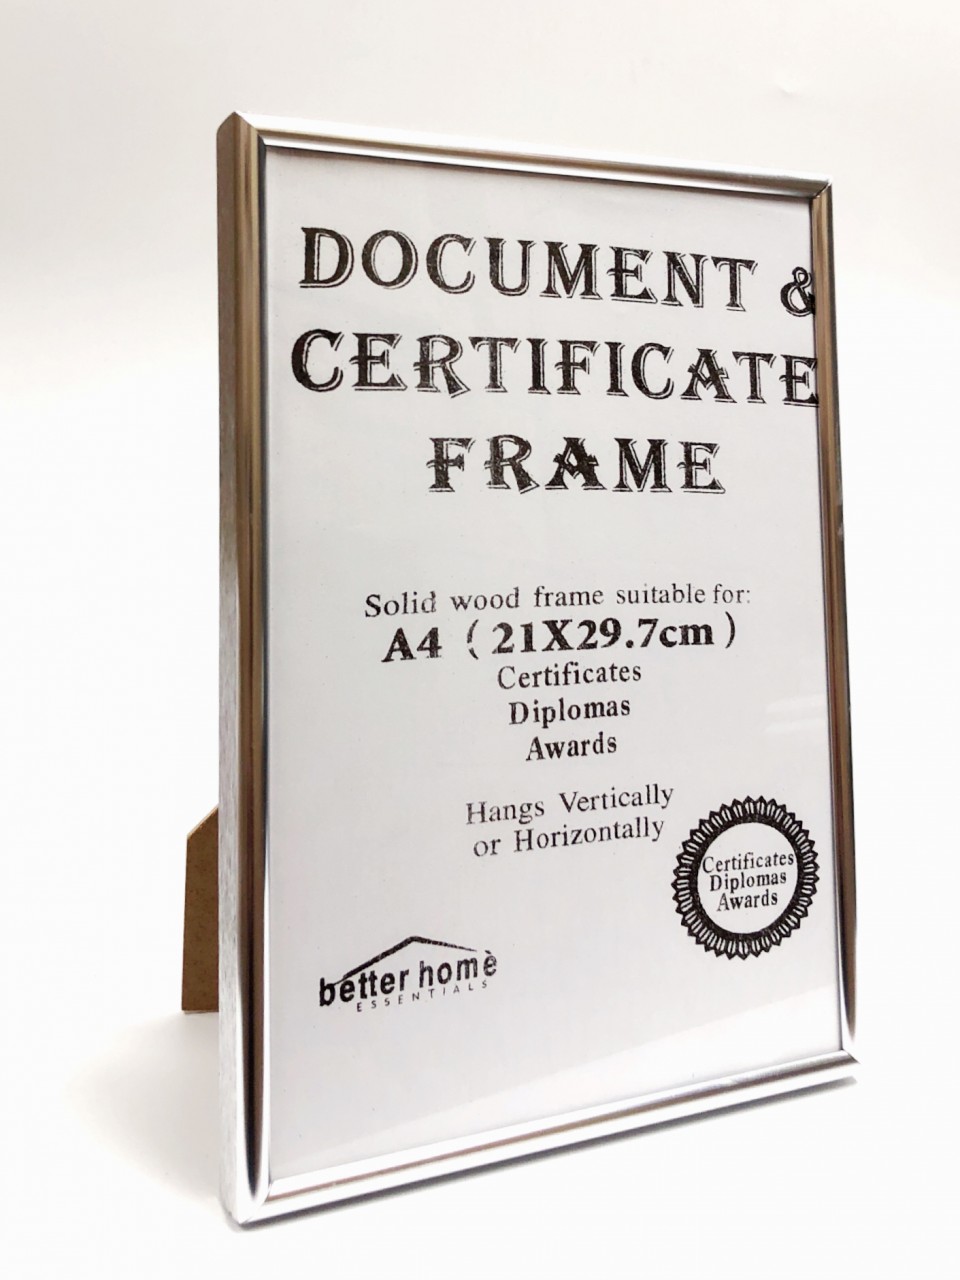 DOCUMENT &
CERTIFICATE
FRAME
Solid wood frame suitable for:
A4 (21X29.7cm)
Certificates
Diplomas
Awards
Hangs Vertically
or Horizontally
Certificates
Diplomas
Awards
better home
ESSENTIALS